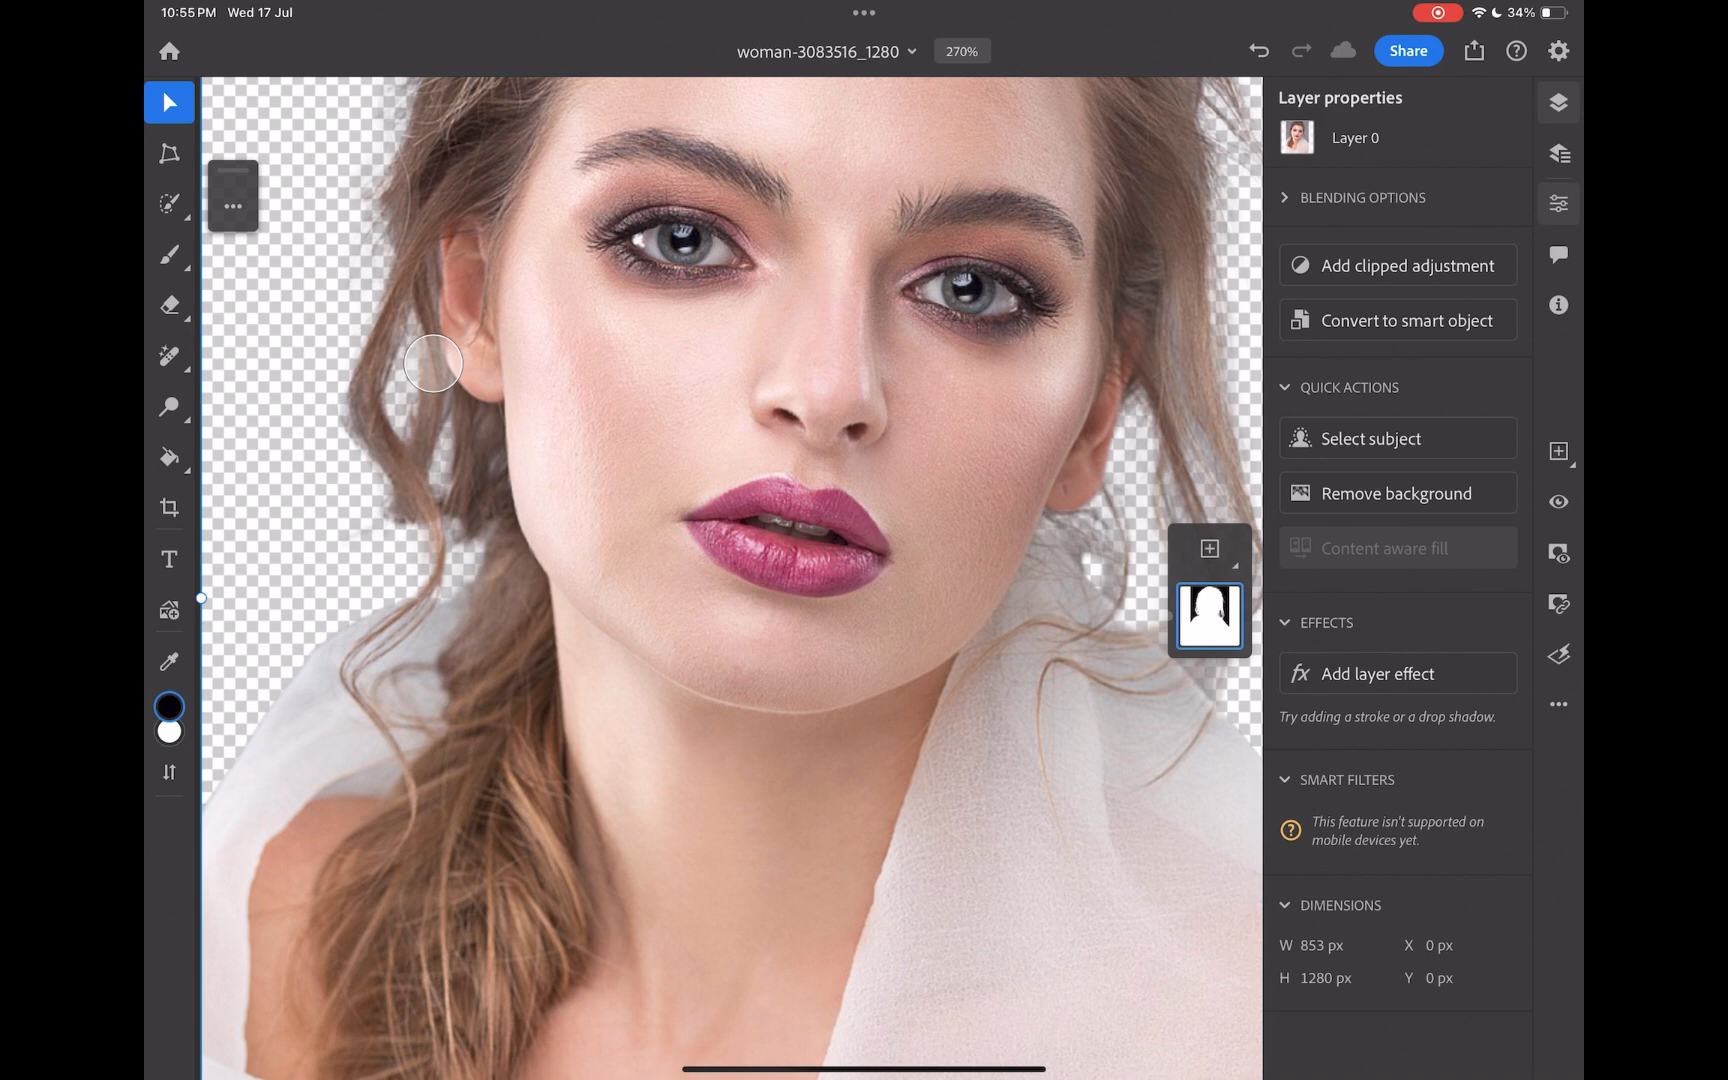 10:55 PM Wed 17 Jul
34%
woman-3083516_1280
270%
Share
Layer properties
Layer 0
BLENDING OPTIONS
Add clipped adjustment
Convert to smart object
QUICK ACTIONS
Select subject
Remove background
Content aware fill
EFFECTS
fx Add layer effect
Try adding a stroke or a drop shadow.
SMART FILTERS
This feature isn't supported on
mobile devices yet.
DIMENSIONS
W 853 px X 0 px
H 1280 px Y 0 px